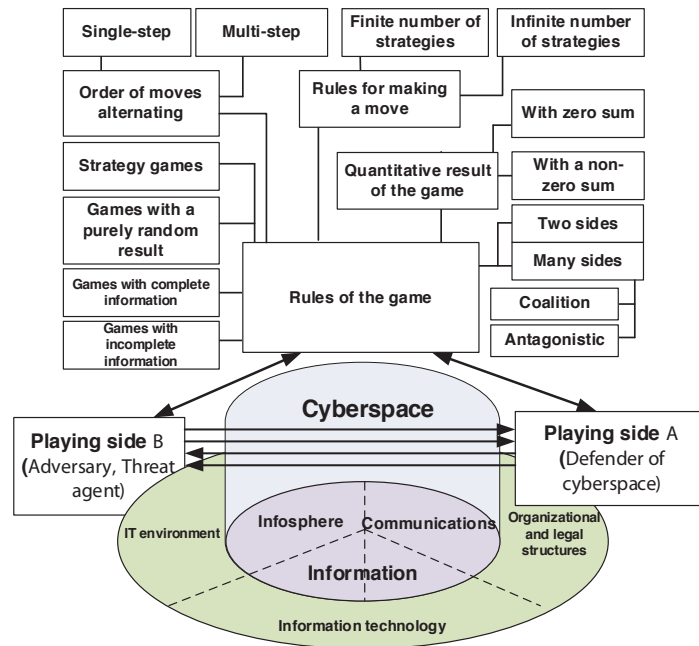 Single-step
Multi-step
Finite number
of strategies
Infinite number
of strategies
Order of moves
alternating
Rules for making
a move
With zero sum
Strategy games
Quantitative result
of the game
With a non-
zero sum
Games with a
purely random
result
Two sides
Many sides
Games with complete
information
Rules of the game
Coalition
Games with
incomplete
information
Antagonistic
Cyberspace
Playing side B
(Adversary, Threat
agent)
Playing side A
(Defender of
cyberspace)
IT environment
Infosphere
Communications
Organizational
and legal
structures
Information
Information technology